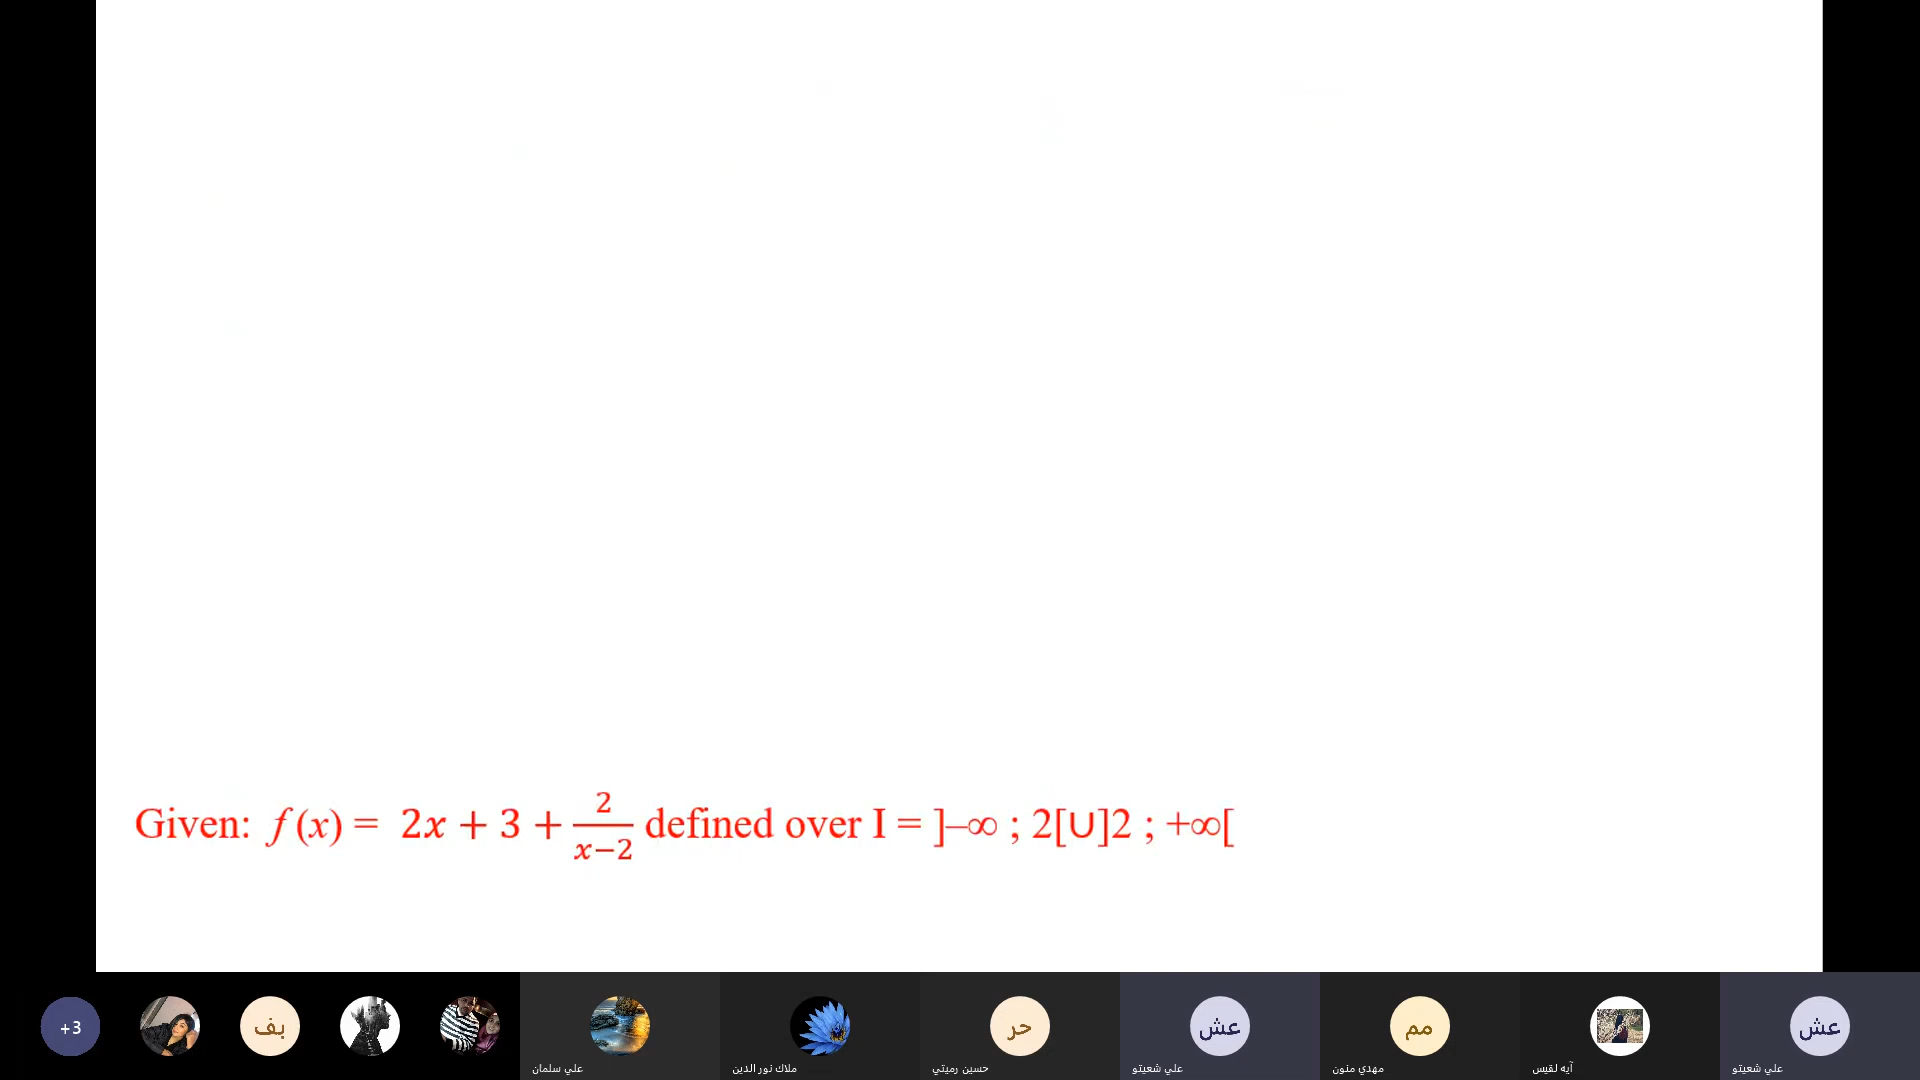 Given: f (x) = 2x + 3 + \frac{2}{x−2} defined over I = ]–∞ ; 2[∪]2 ; +∞[
+3
بف
حر
عش
مم
عش
علي سلمان
ملاك نور الدين
حسين رميتي
علي شعيتو
مهدي منون
آيه لقيس
علي شعيتو